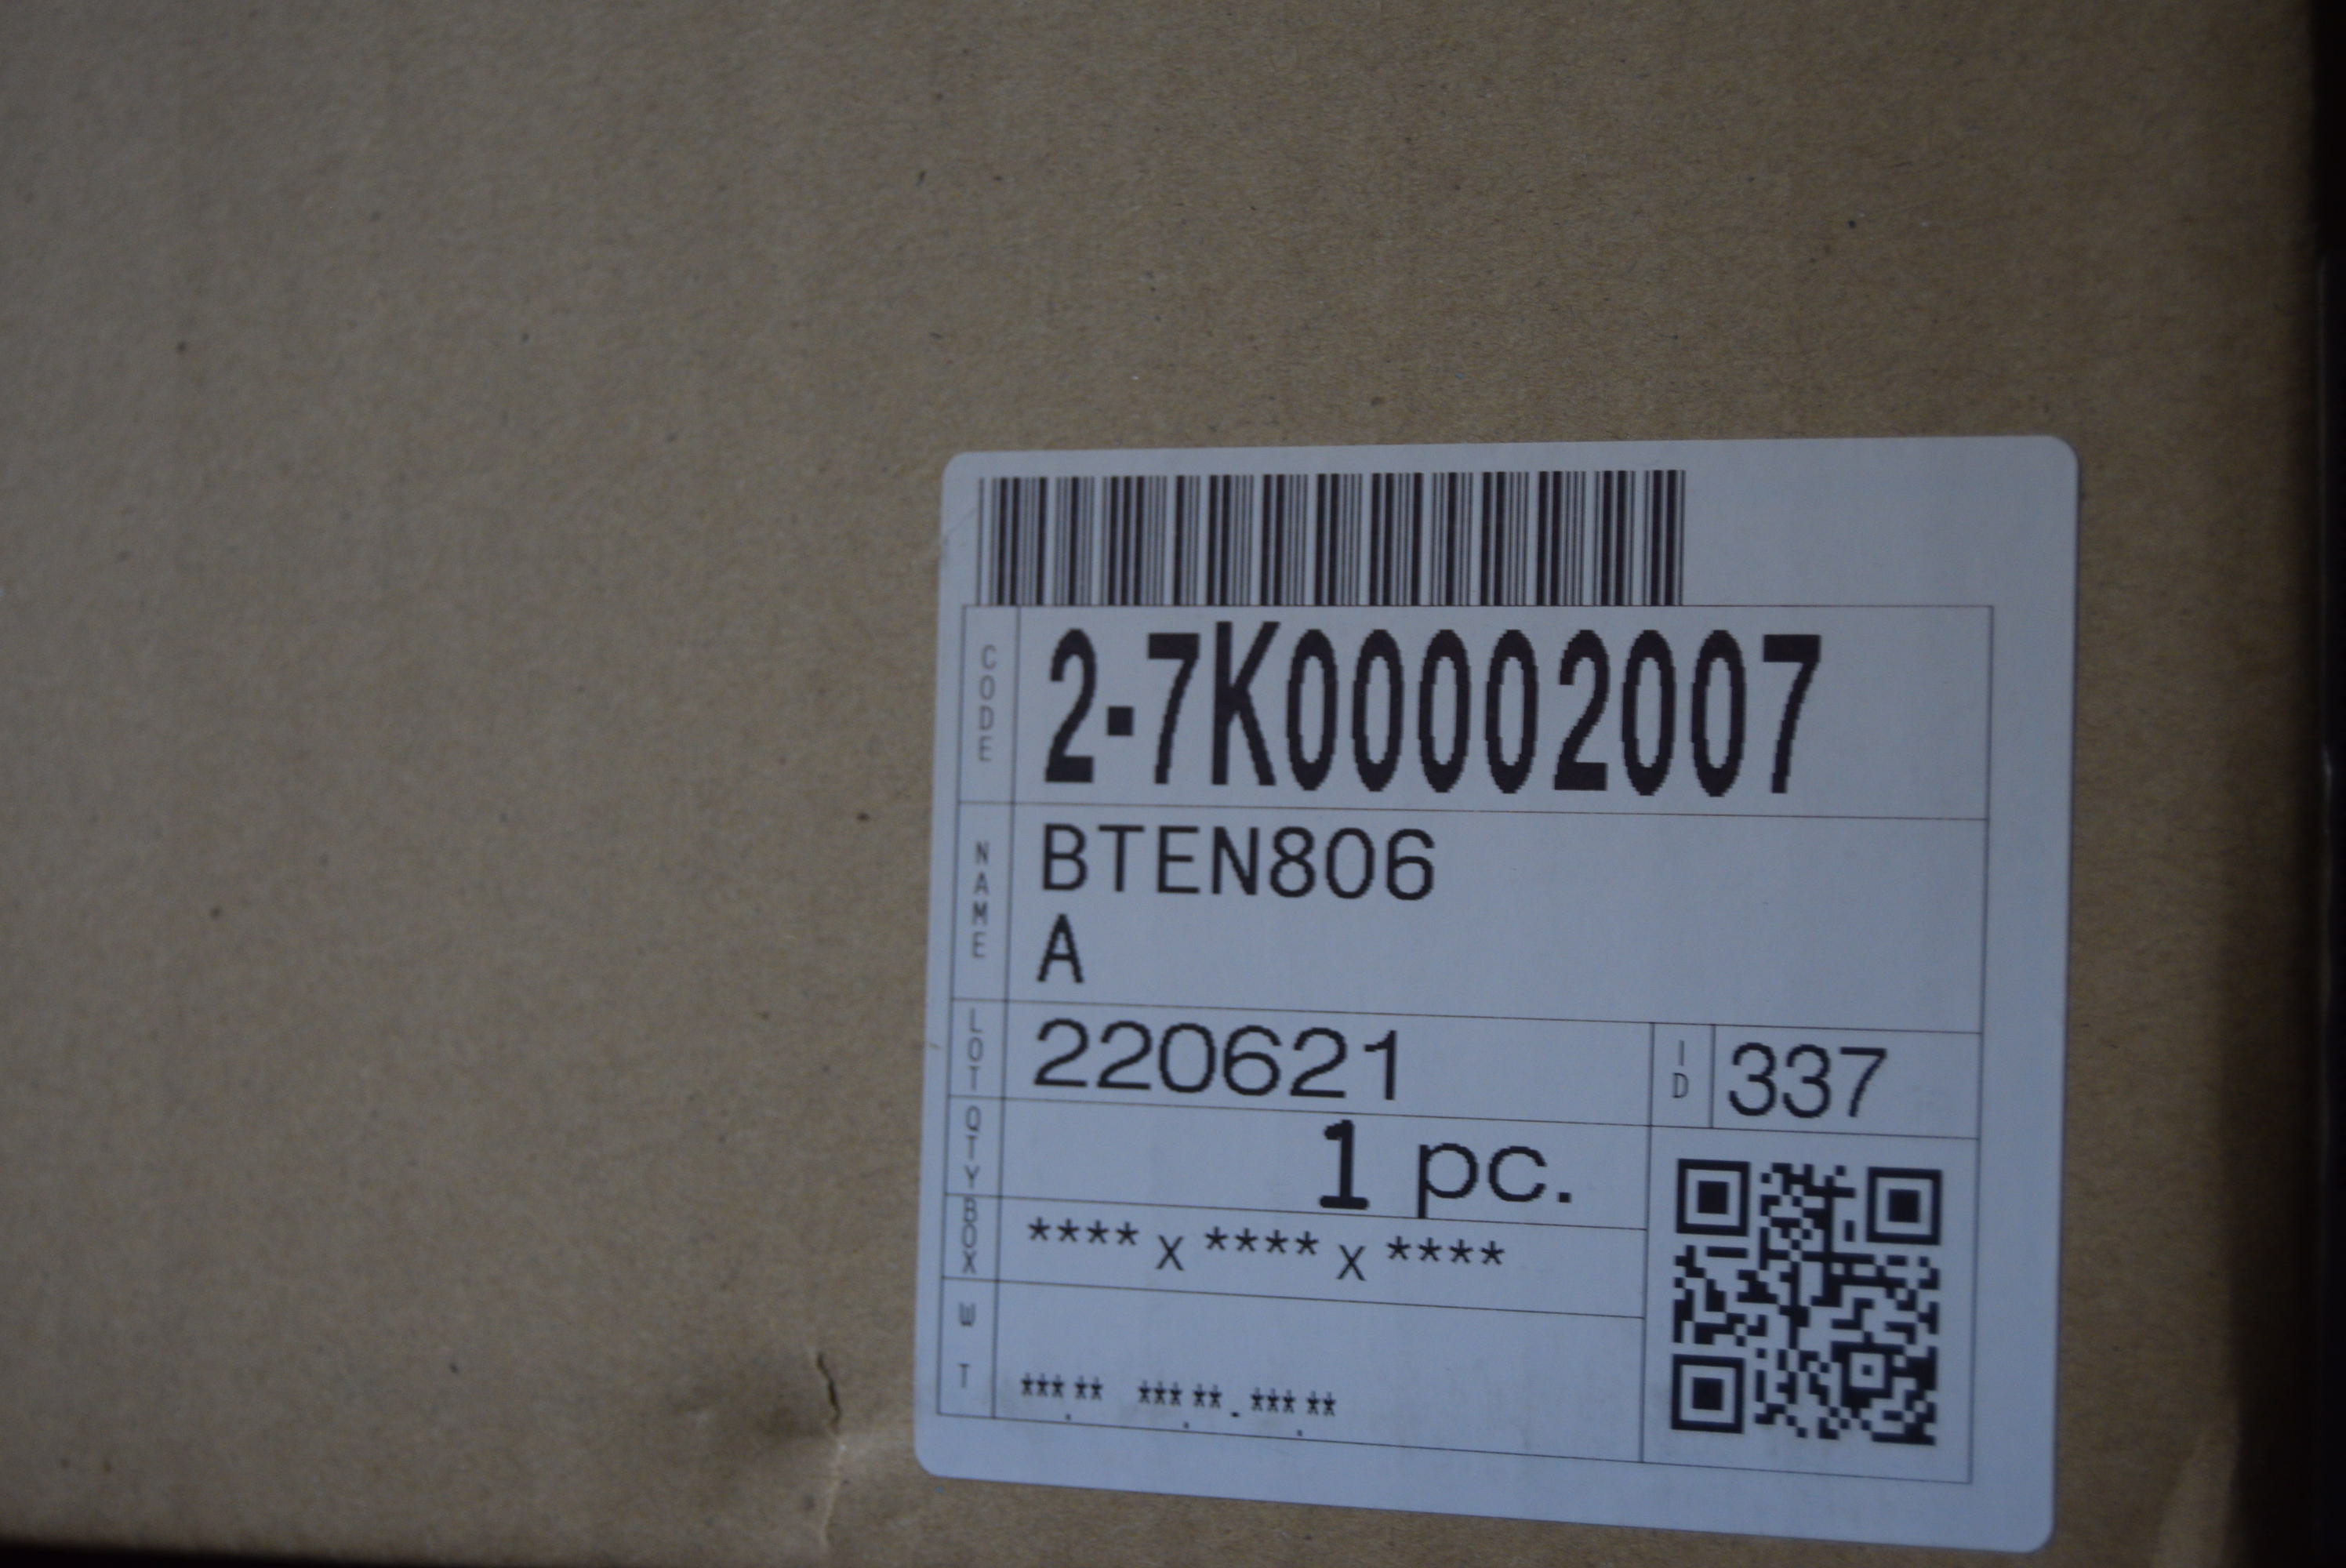 CODE 2-7K00002007
NAME BTEN806
A
LOT 220621 ID 337
QTY 1 pc.
BOX ****x****x****
WT ***.** ***.**.***.**